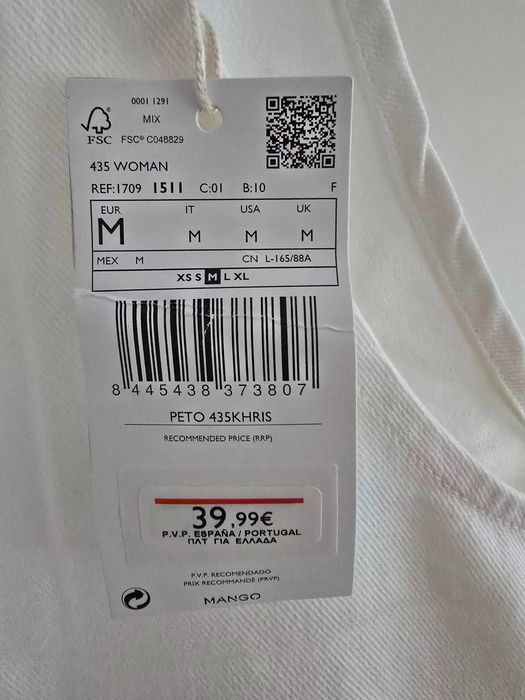 0001 1291
MIX
FSC
FSC® C048829
435 WOMAN
REF:1709 1511 C:01 B:10 F
EUR IT USA UK
M M M M
MEX M CN L-165/88A
XS S M L XL
8 445438 373807
PETO 435KHRIS
RECOMMENDED PRICE (RRP)
39,99€
P.V.P. ESPAÑA / PORTUGAL
ΠΛΤ ΓΙΑ ΕΛΛΑΔΑ
P.V.P. RECOMENDADO
PRIX RECOMMANDÉ (PRVP)
MANGO